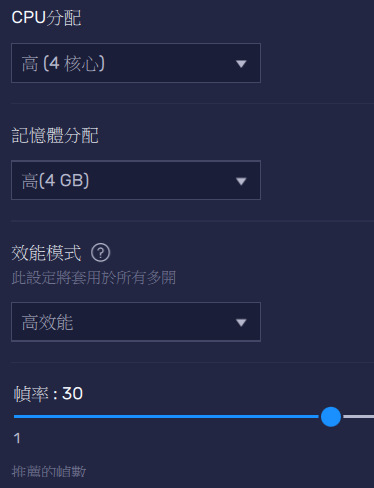 CPU分配
高 (4 核心)
記憶體分配
高(4 GB)
效能模式 ?
此設定將套用於所有多開
高效能
幀率 : 30
1
推薦的幀數